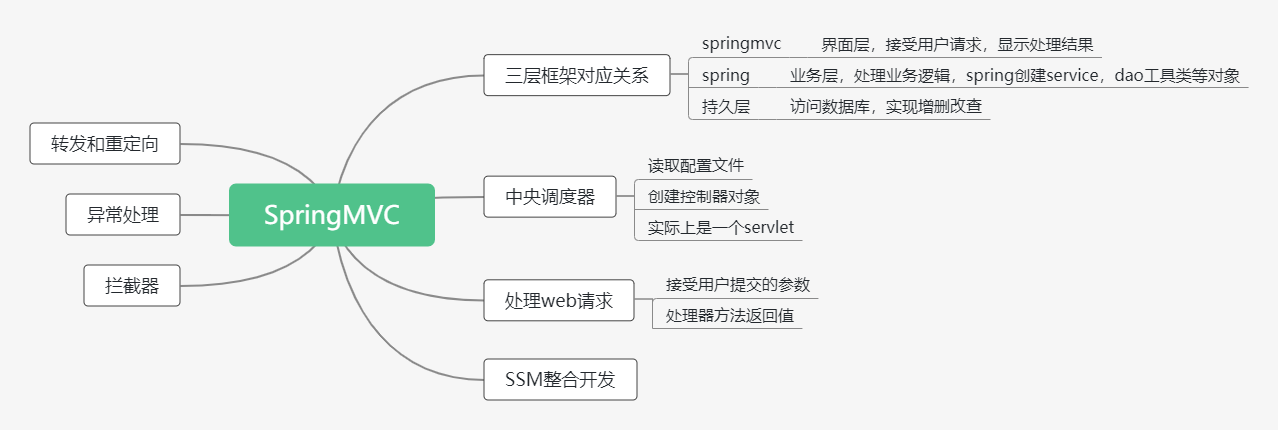 SpringMVC
三层框架对应关系
springmvc 界面层，接受用户请求，显示处理结果
spring 业务层，处理业务逻辑，spring创建service，dao工具类等对象
持久层 访问数据库，实现增删改查
中央调度器
读取配置文件
创建控制器对象
实际上是一个servlet
处理web请求
接受用户提交的参数
处理器方法返回值
SSM整合开发
转发和重定向
异常处理
拦截器